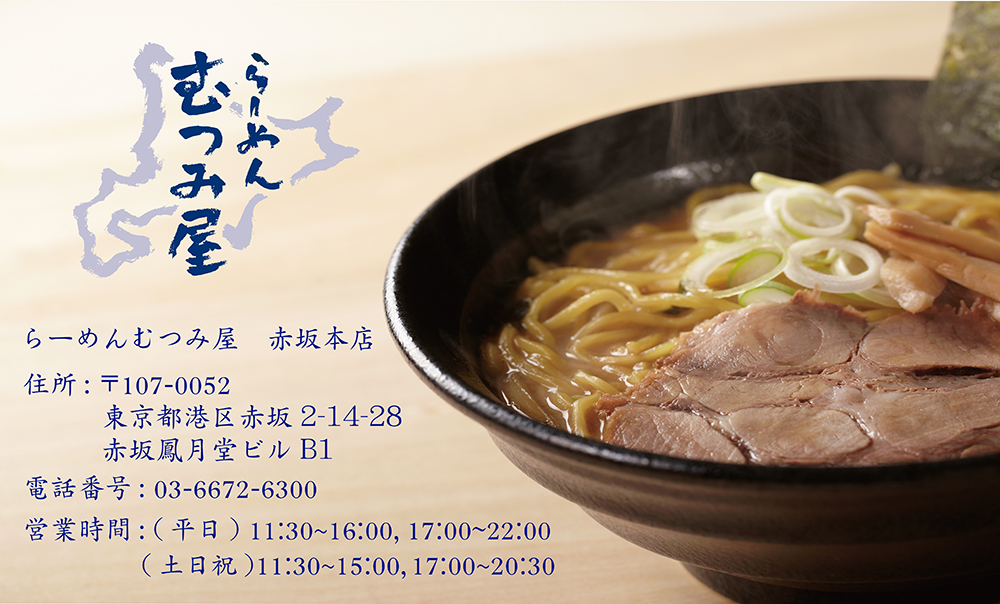 らーめん
むつみ屋
らーめんむつみ屋　赤坂本店
住所：〒107-0052
東京都港区赤坂 2-14-28
赤坂鳳月堂ビル B1
電話番号：03-6672-6300
営業時間：( 平日 ) 11:30~16:00, 17:00~22:00
( 土日祝 )11:30~15:00, 17:00~20:30